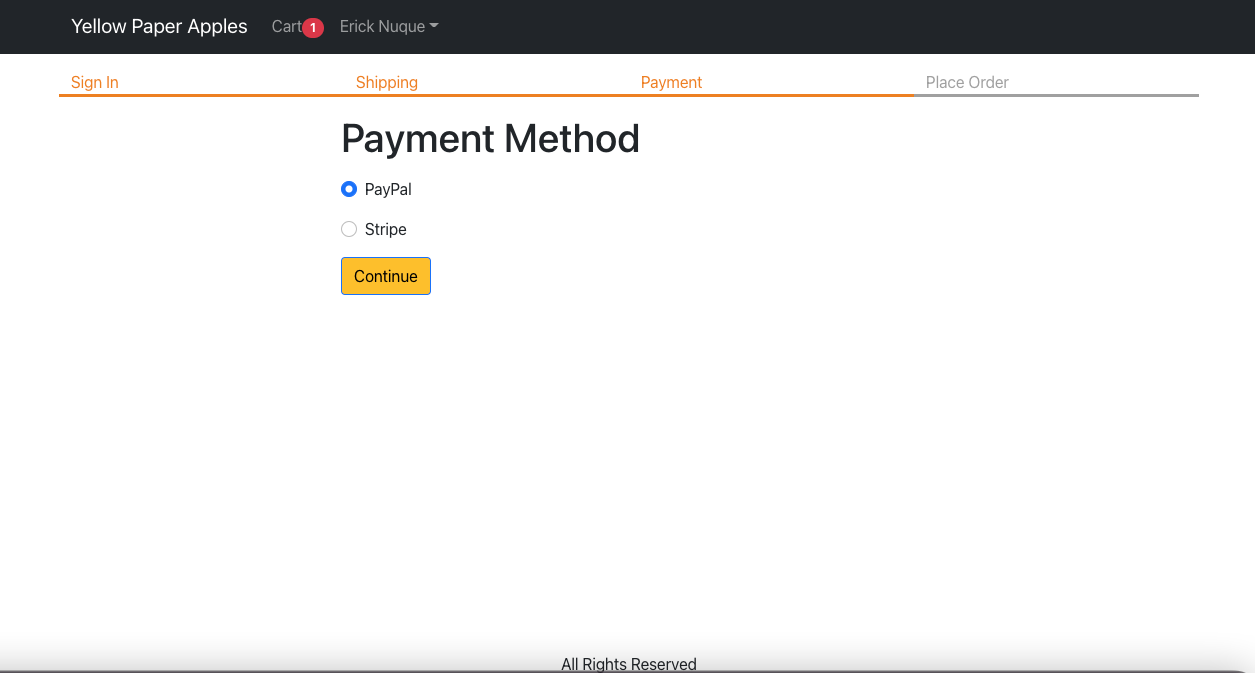 Yellow Paper Apples Cart 1 Erick Nuque
Sign In Shipping Payment Place Order
Payment Method
PayPal
Stripe
Continue
All Rights Reserved